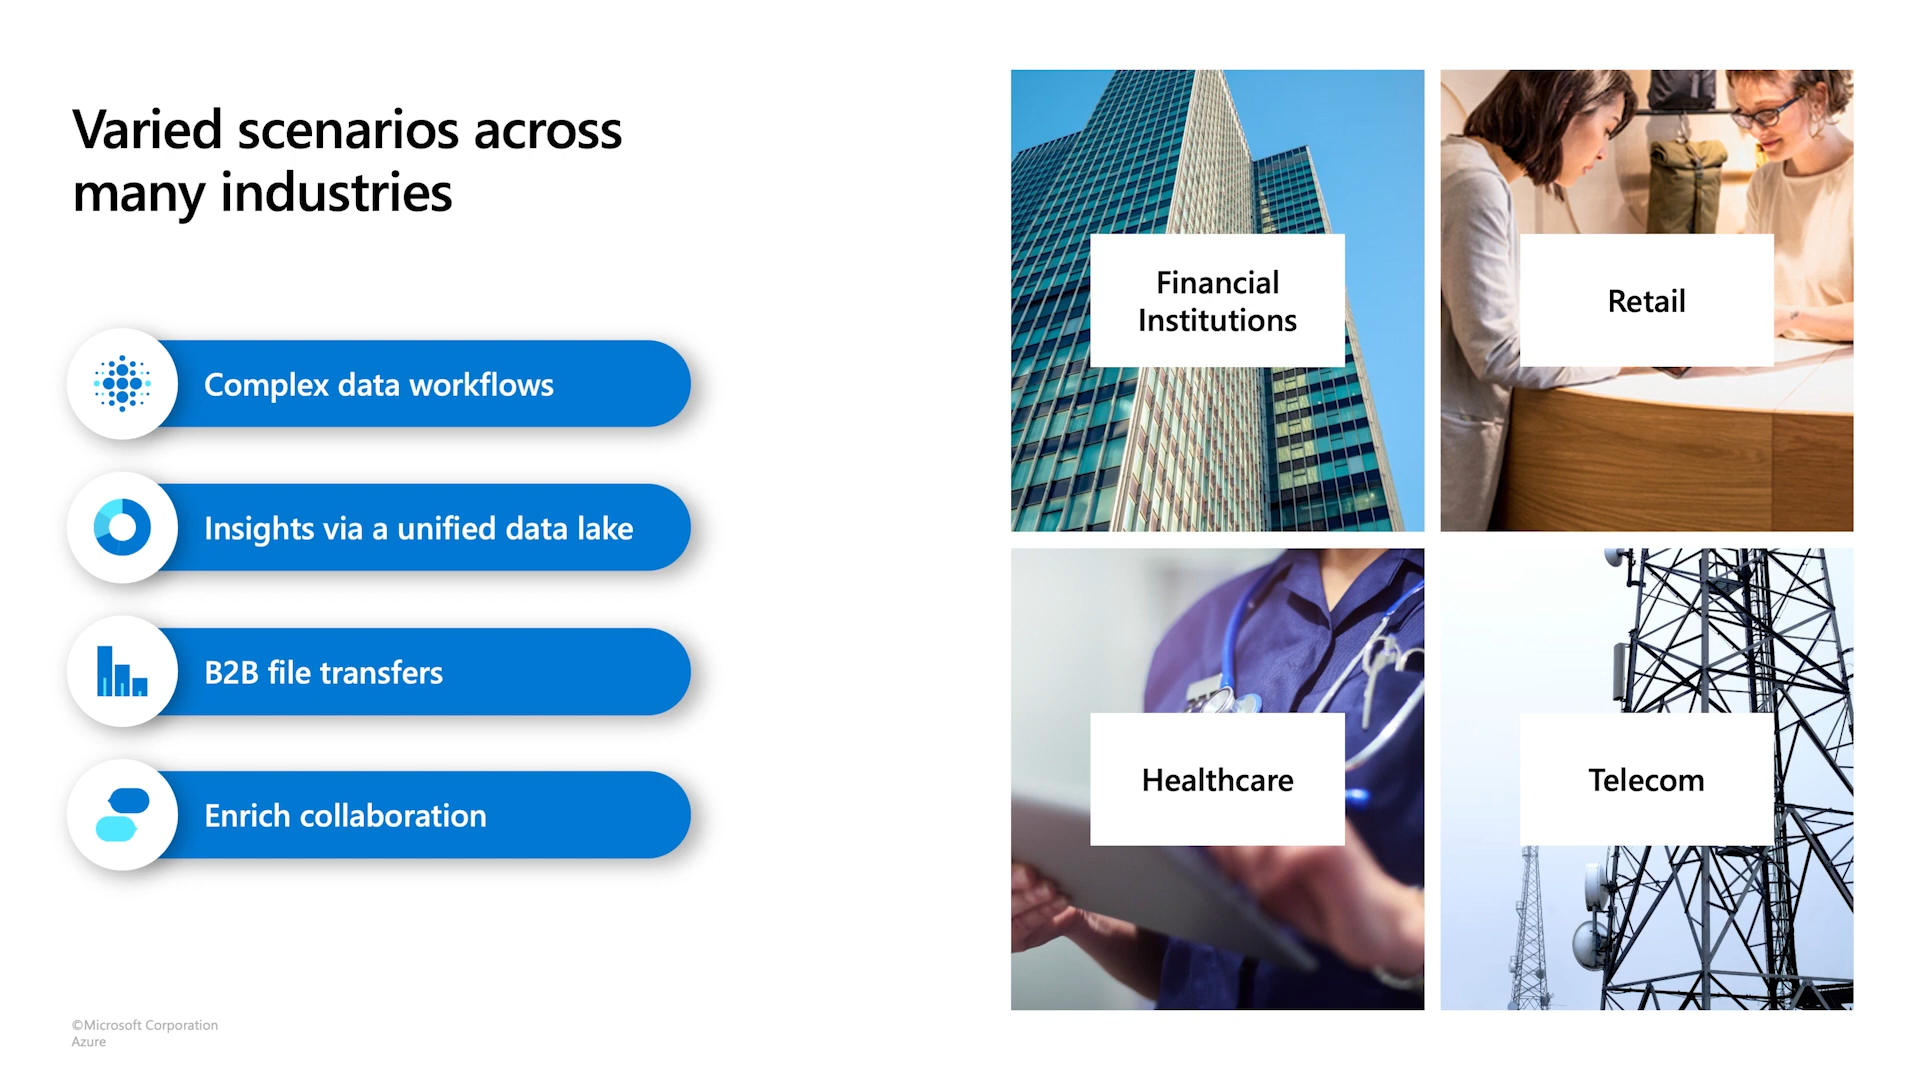 Varied scenarios across
many industries
Complex data workflows
Insights via a unified data lake
B2B file transfers
Enrich collaboration
Financial
Institutions
Retail
Healthcare
Telecom
©Microsoft Corporation
Azure